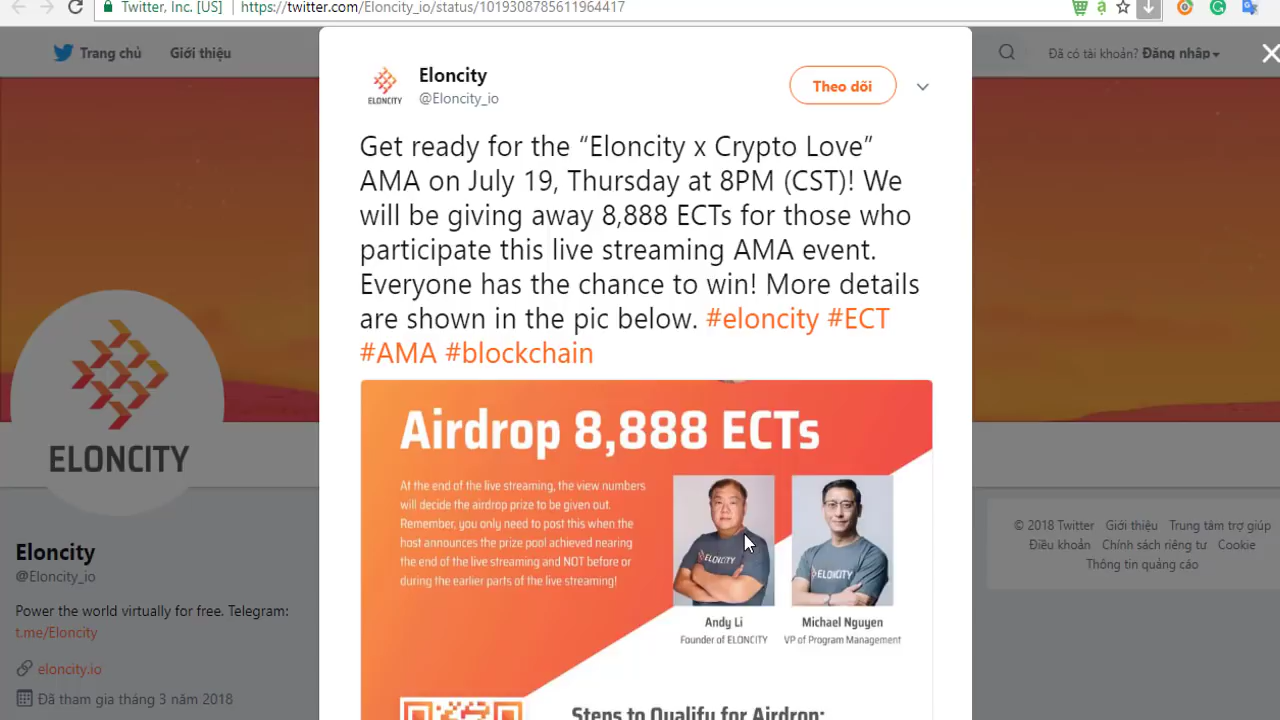 Twitter, Inc. [US]
https://twitter.com/Eloncity_io/status/1019308785611964417
Trang chủ
Giới thiệu
Đã có tài khoản? Đăng nhập
ELONCITY
Eloncity
@Eloncity_io
Theo dõi
Get ready for the “Eloncity x Crypto Love”
AMA on July 19, Thursday at 8PM (CST)! We
will be giving away 8,888 ECTs for those who
participate this live streaming AMA event.
Everyone has the chance to win! More details
are shown in the pic below. #eloncity #ECT
#AMA #blockchain
Airdrop 8,888 ECTs
At the end of the live streaming, the view numbers
will decide the airdrop prize to be given out.
Remember, you only need to post this when the
host announces the prize pool achieved nearing
the end of the live streaming and NOT before or
during the earlier parts of the live streaming!
ELONCITY
ELONCITY
Andy Li
Founder of ELONCITY
Michael Nguyen
VP of Program Management
Steps to Qualify for Airdrop:
ELONCITY
Eloncity
@Eloncity_io
Power the world virtually for free. Telegram:
t.me/Eloncity
eloncity.io
Đã tham gia tháng 3 năm 2018
© 2018 Twitter Giới thiệu Trung tâm trợ giúp
Điều khoản Chính sách riêng tư Cookie
Thông tin quảng cáo